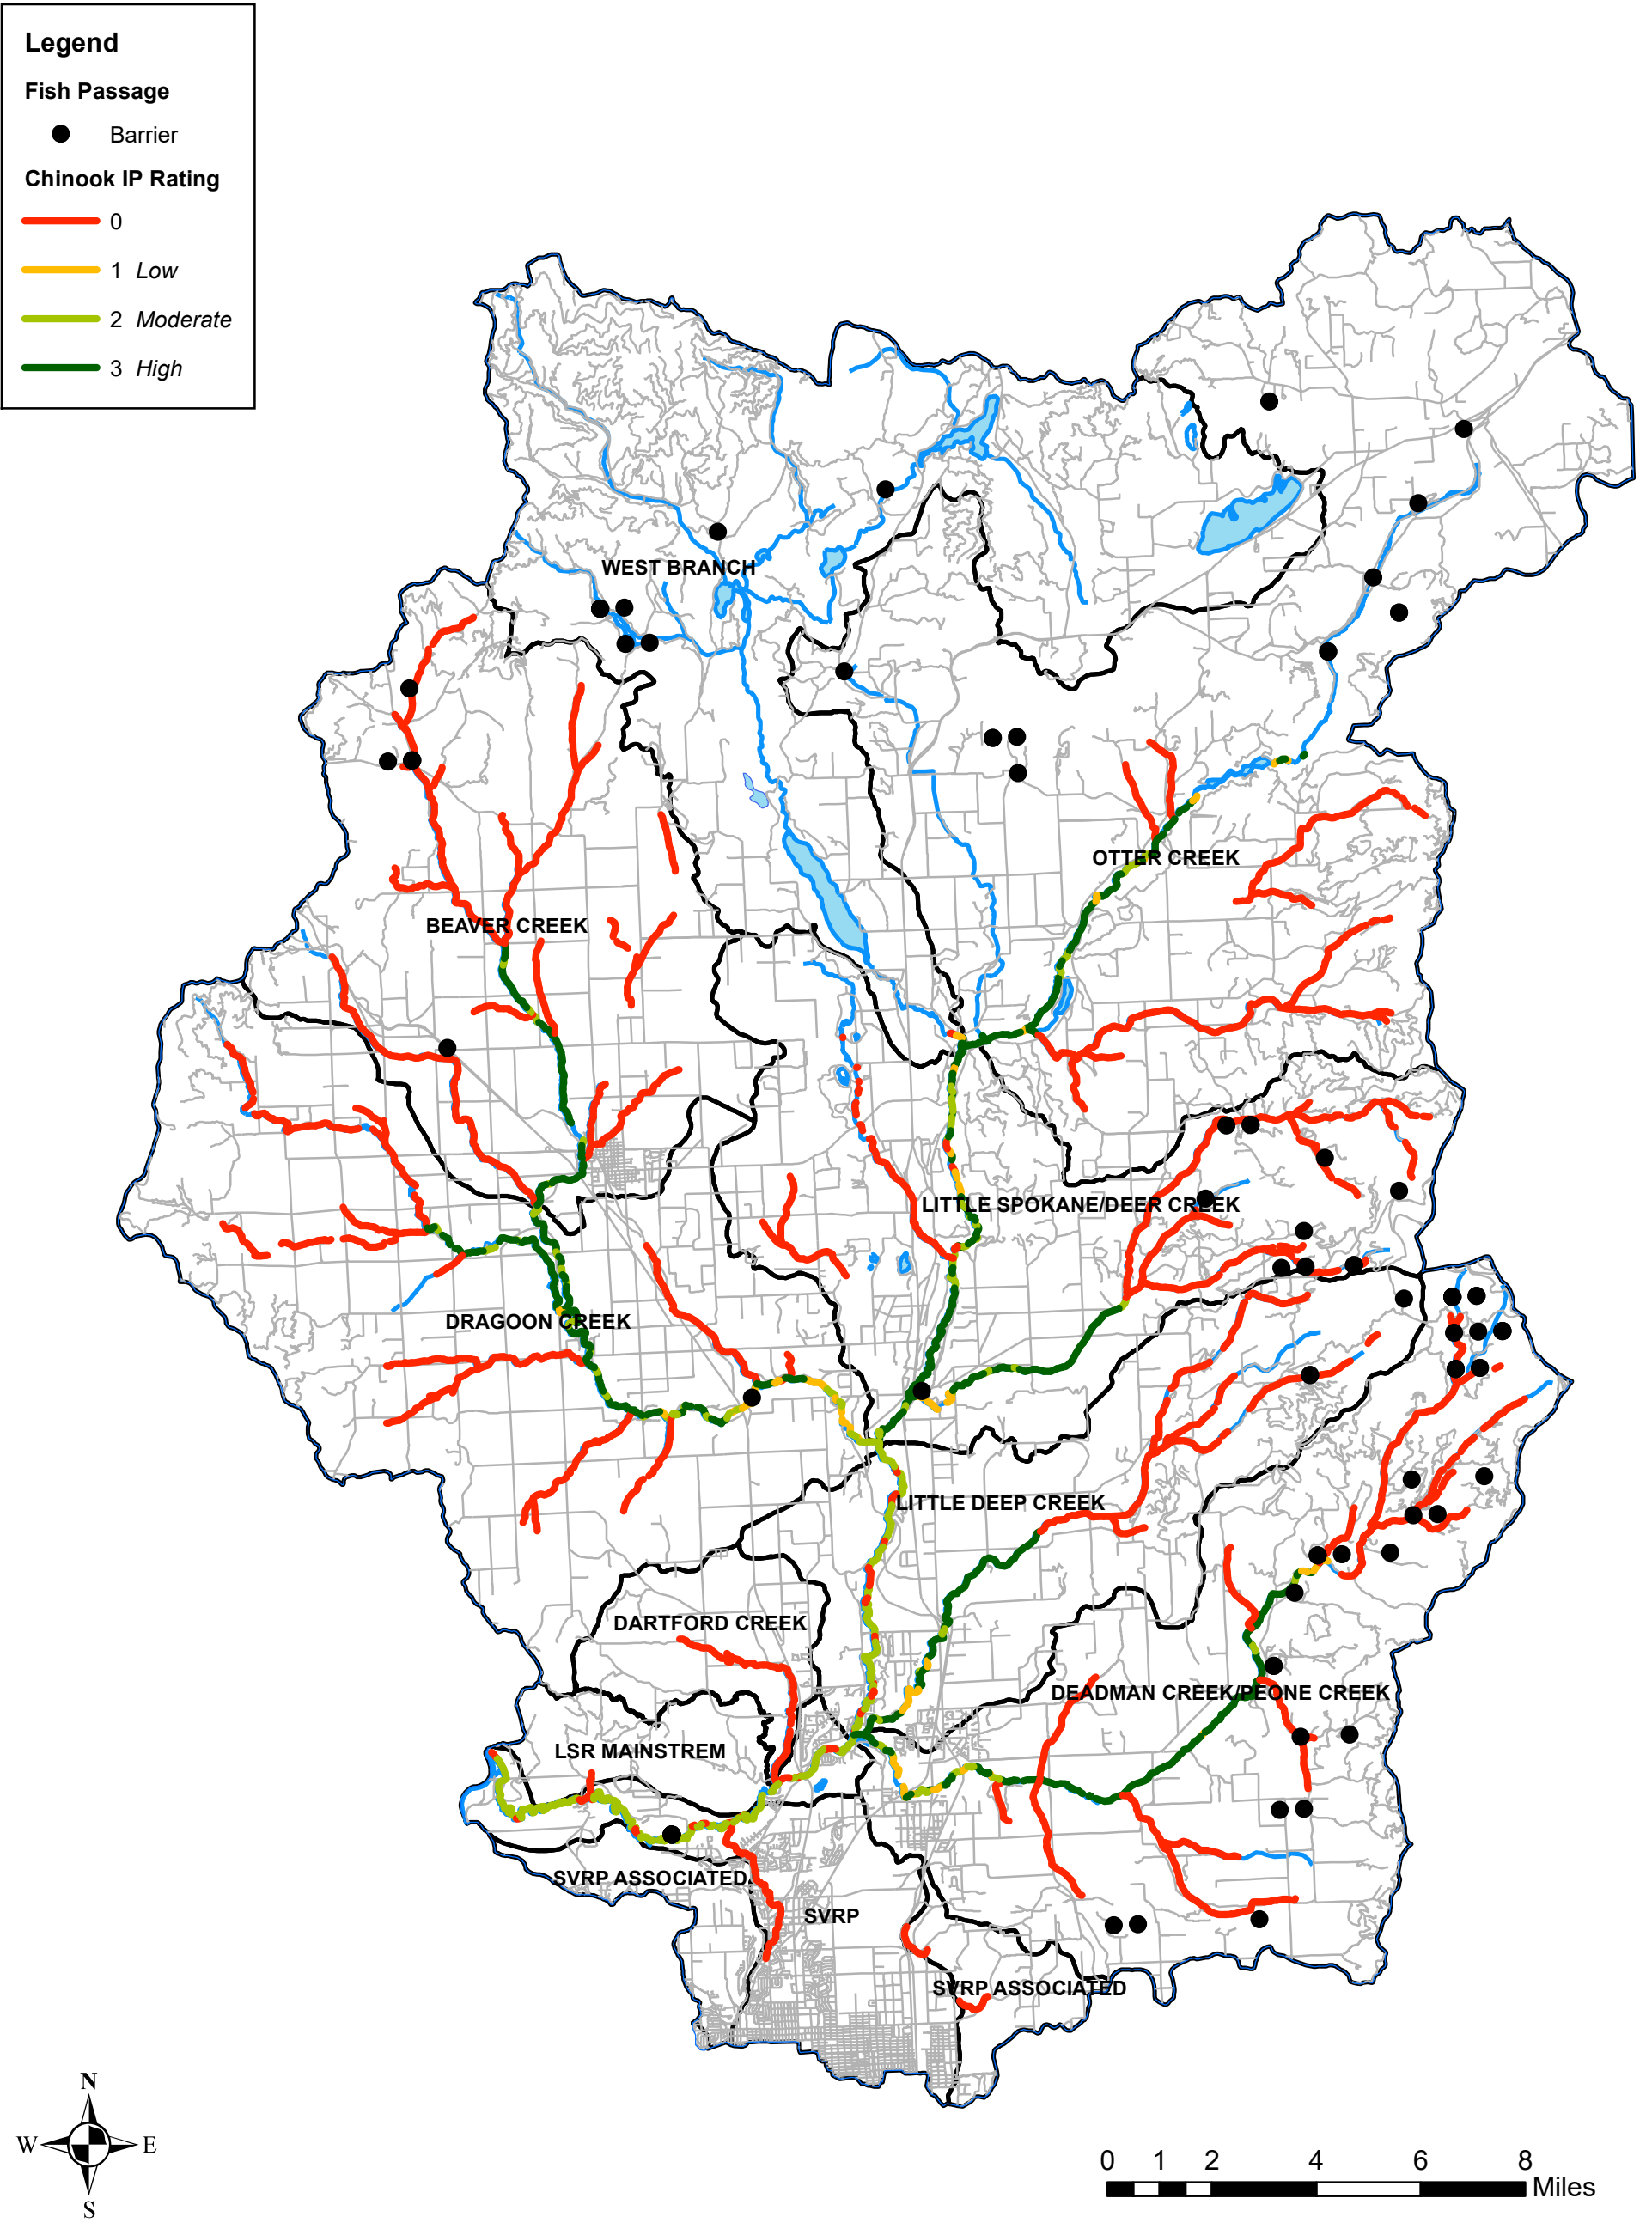 Legend
Fish Passage
Barrier
Chinook IP Rating
0
1 Low
2 Moderate
3 High
WEST BRANCH
OTTER CREEK
BEAVER CREEK
LITTLE SPOKANE/DEER CREEK
DRAGOON CREEK
LITTLE DEEP CREEK
DARTFORD CREEK
DEADMAN CREEK/PEONE CREEK
LSR MAINSTREM
SVRP ASSOCIATED
SVRP
SVRP ASSOCIATED
N
W E
S
0 1 2 4 6 8
Miles